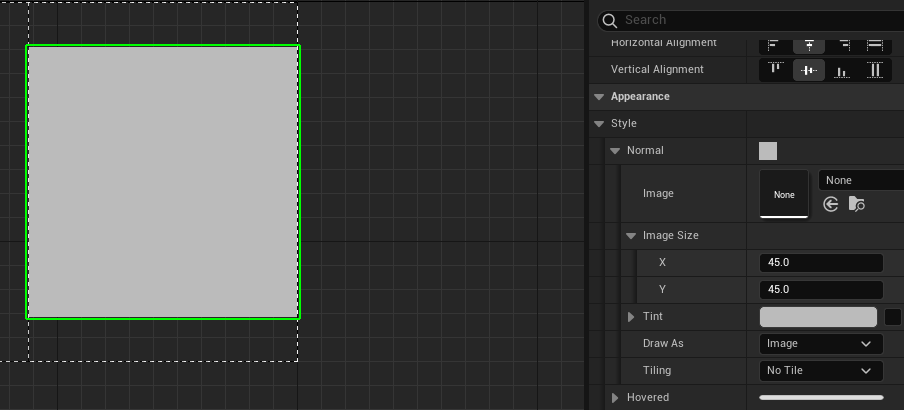 Search
Horizontal Alignment
Vertical Alignment
Appearance
Style
Normal
Image
None
None
Image Size
X
45.0
Y
45.0
Tint
Draw As
Image
Tiling
No Tile
Hovered